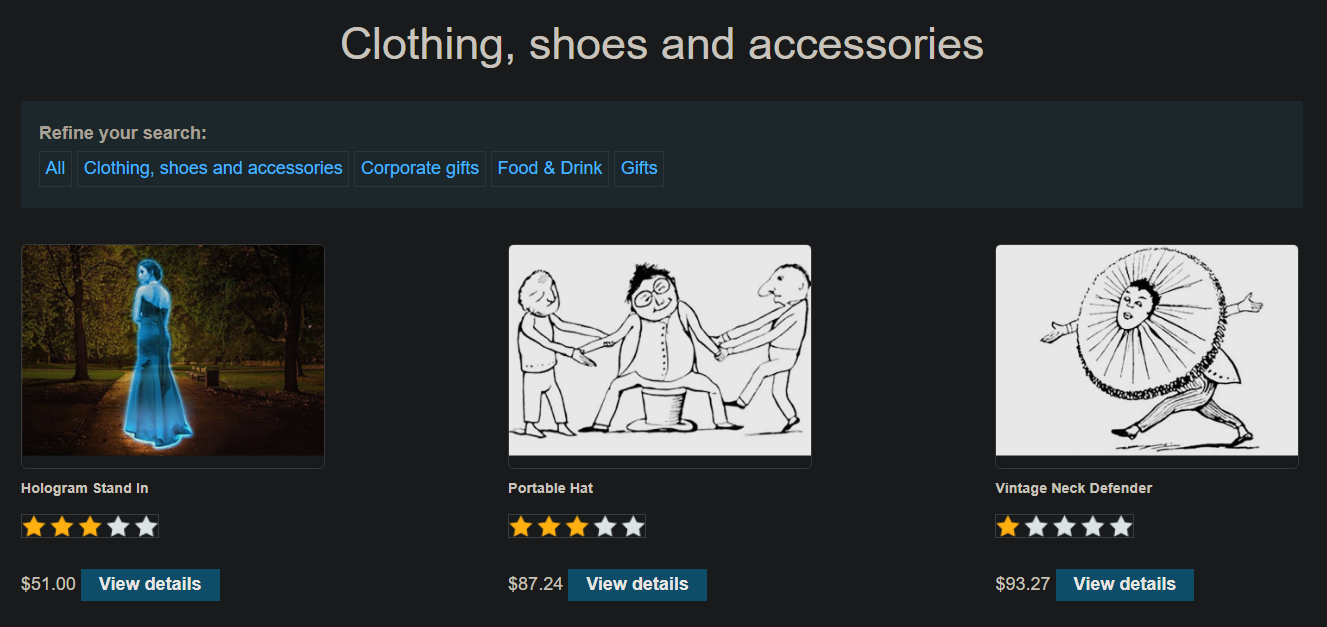 Clothing, shoes and accessories
Refine your search:
All Clothing, shoes and accessories Corporate gifts Food & Drink Gifts
Hologram Stand In Portable Hat Vintage Neck Defender
$51.00 View details $87.24 View details $93.27 View details